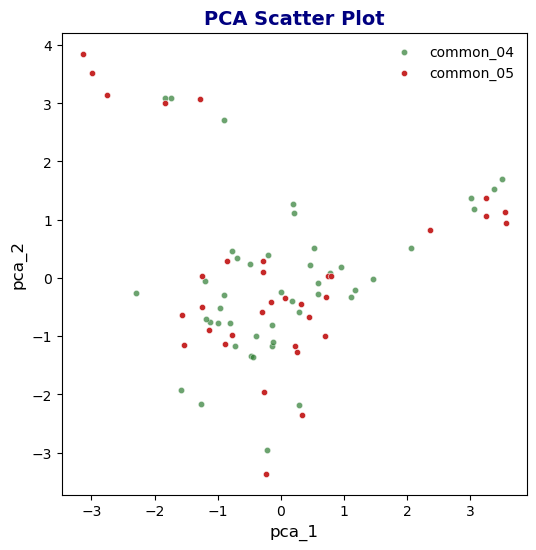 PCA Scatter Plot
common_04
common_05
4
3
2
1
0
−1
−2
−3
pca_2
−3 −2 −1 0 1 2 3
pca_1